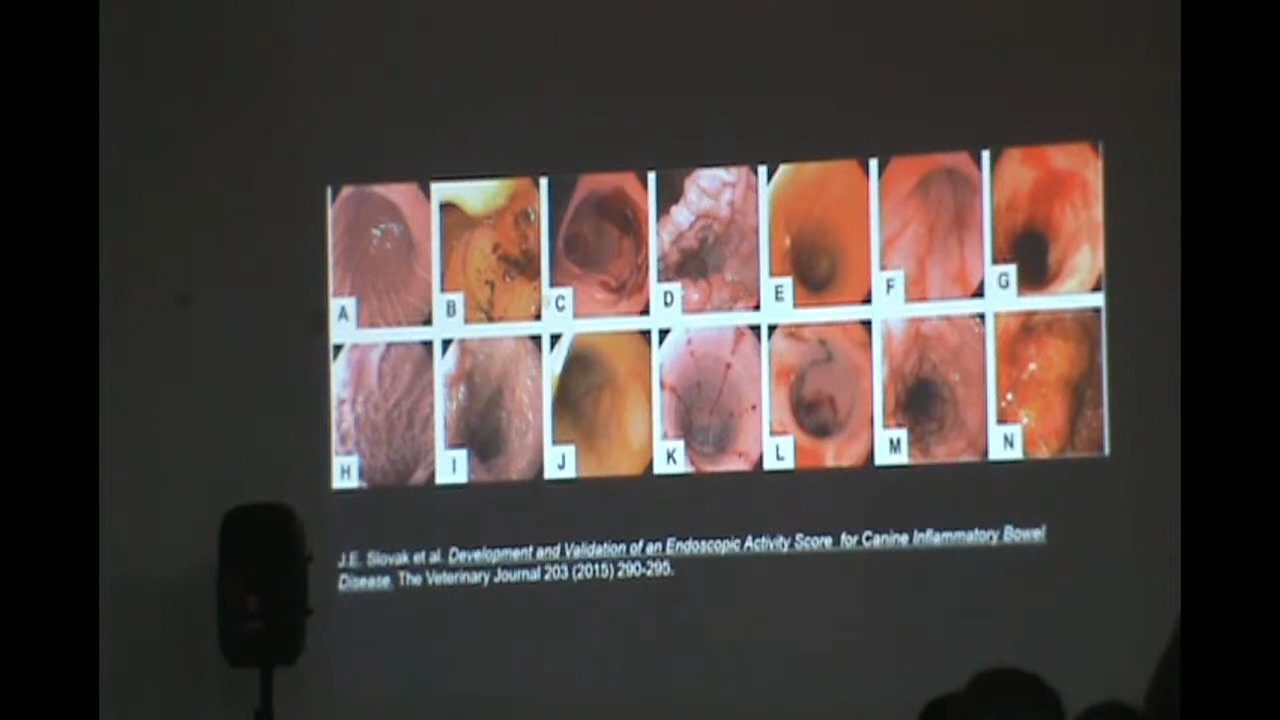 A B C D E F G
H I J K L M N
J.E. Slovak et al. Development and Validation of an Endoscopic Activity Score for Canine Inflammatory Bowel
Disease. The Veterinary Journal 203 (2015) 290-295.